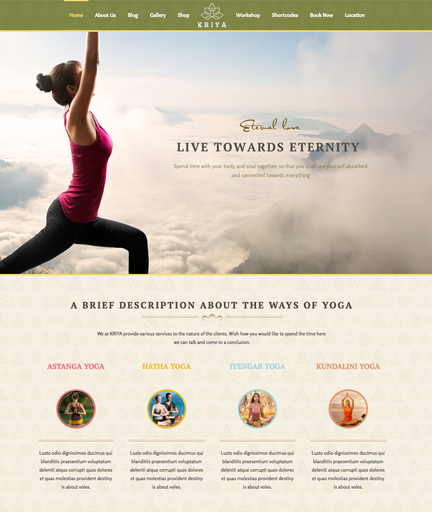 Home About Us Blog Gallery Shop KRIYA Workshop Shortcodes Book Now Location
Eternal love
LIVE TOWARDS ETERNITY
Spend time with your body and soul together, so that you shall see yourself absorbed
and connected towards everything
A BRIEF DESCRIPTION ABOUT THE WAYS OF YOGA
We at KRIYA provide various services to the nature of the clients. Wish how you would like to spend the time here
we can talk and come to a conclusion.
ASTANGA YOGA HATHA YOGA IYENGAR YOGA KUNDALINI YOGA
Lusto odio dignissimos ducimus qui
blanditiis praesentium voluptatum
deleniti atque corrupti quos dolores
et quas molestias provident destiny
is about voles.
Lusto odio dignissimos ducimus qui
blanditiis praesentium voluptatum
deleniti atque corrupti quos dolores
et quas molestias provident destiny
is about voles.
Lusto odio dignissimos ducimus qui
blanditiis praesentium voluptatum
deleniti atque corrupti quos dolores
et quas molestias provident destiny
is about voles.
Lusto odio dignissimos ducimus qui
blanditiis praesentium voluptatum
deleniti atque corrupti quos dolores
et quas molestias provident destiny
is about voles.